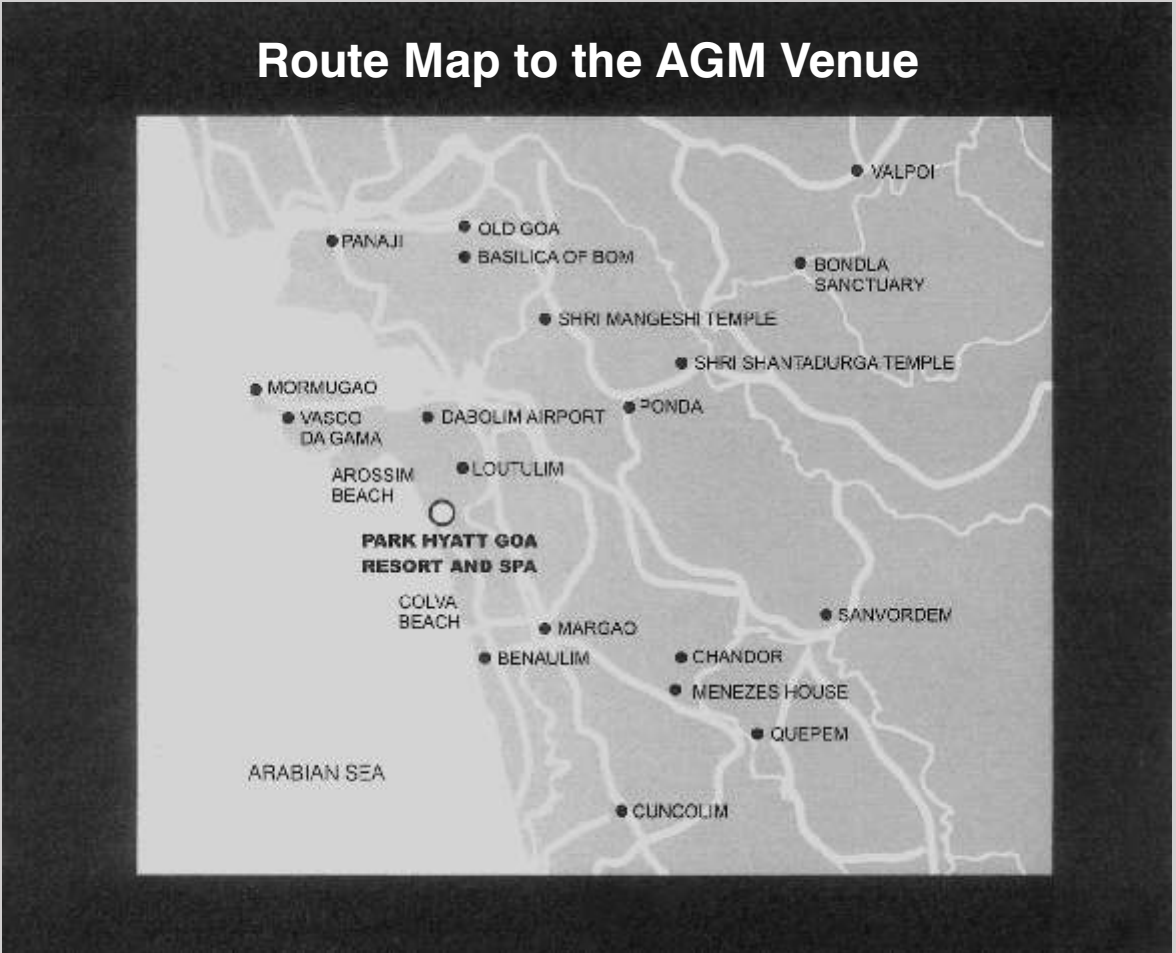 Route Map to the AGM Venue
VALPOI
OLD GOA
PANAJI
BASILICA OF BOM
BONDLA
SANCTUARY
SHRI MANGESHI TEMPLE
SHRI SHANTADURGA TEMPLE
MORMUGAO
PONDA
VASCO
DA GAMA
DABOLIM AIRPORT
LOUTULIM
AROSSIM
BEACH
PARK HYATT GOA
RESORT AND SPA
COLVA
BEACH
SANVORDEM
MARGAO
BENAULIM
CHANDOR
MENEZES HOUSE
QUEPEM
ARABIAN SEA
CUNCOLIM